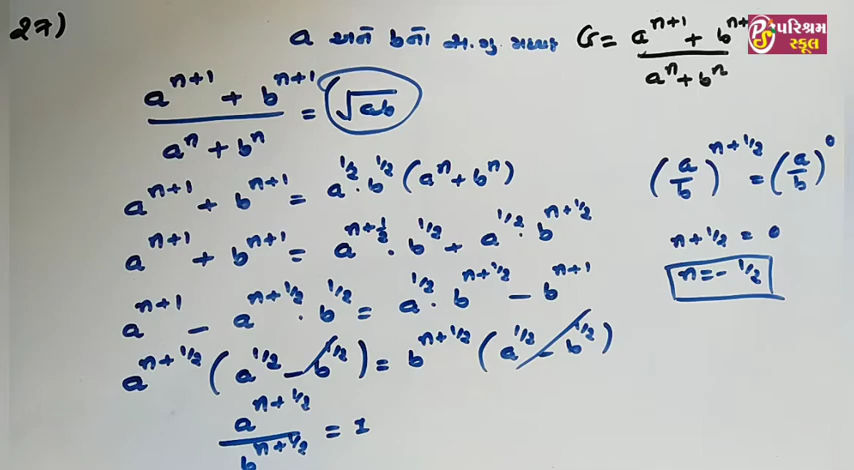 27)
a અને b નો સ.ગુ. મધ્યક G = (a^(n+1) + b^(n+)) / (a^n + b^n)
પરિશ્રમ
સ્કૂલ
(a^(n+1) + b^(n+1)) / (a^n + b^n) = √ab
a^(n+1) + b^(n+1) = a^(1/2) · b^(1/2) (a^n + b^n)
a^(n+1) + b^(n+1) = a^(n+1/2) · b^(1/2) + a^(1/2) · b^(n+1/2)
a^(n+1) − a^(n+1/2) · b^(1/2) = a^(1/2) · b^(n+1/2) − b^(n+1)
a^(n+1/2) (a^(1/2) − b^(1/2)) = b^(n+1/2) (a^(1/2) − b^(1/2))
a^(n+1/2) / b^(n+1/2) = 1
(a/b)^(n+1/2) = (a/b)^0
n + 1/2 = 0
n = − 1/2